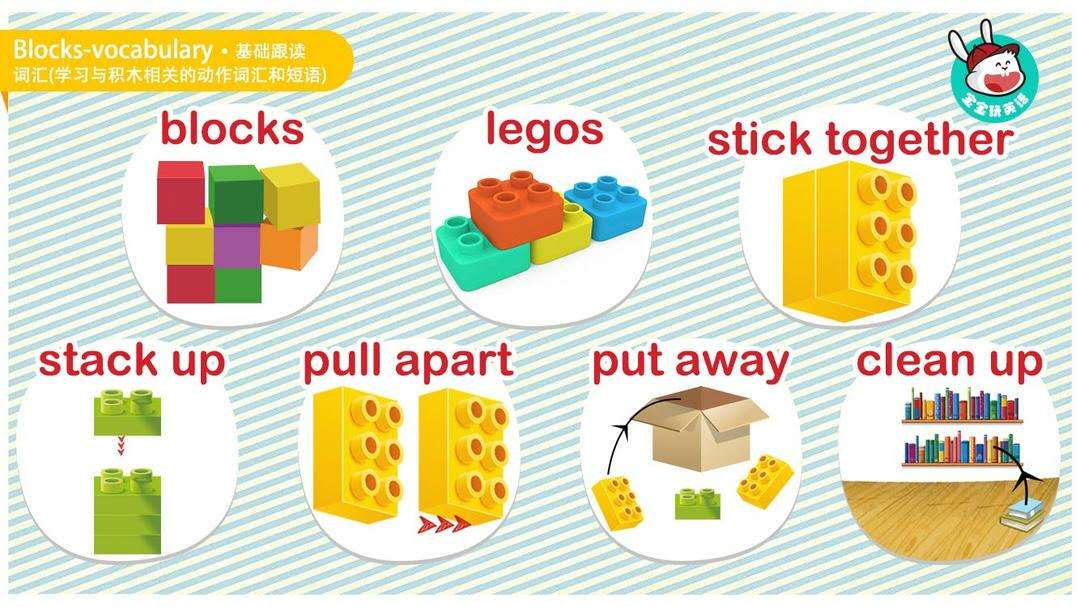 Blocks-vocabulary · 基础跟读
词汇(学习与积木相关的动作词汇和短语)
宝宝玩英语
blocks
legos
stick together
stack up
pull apart
put away
clean up